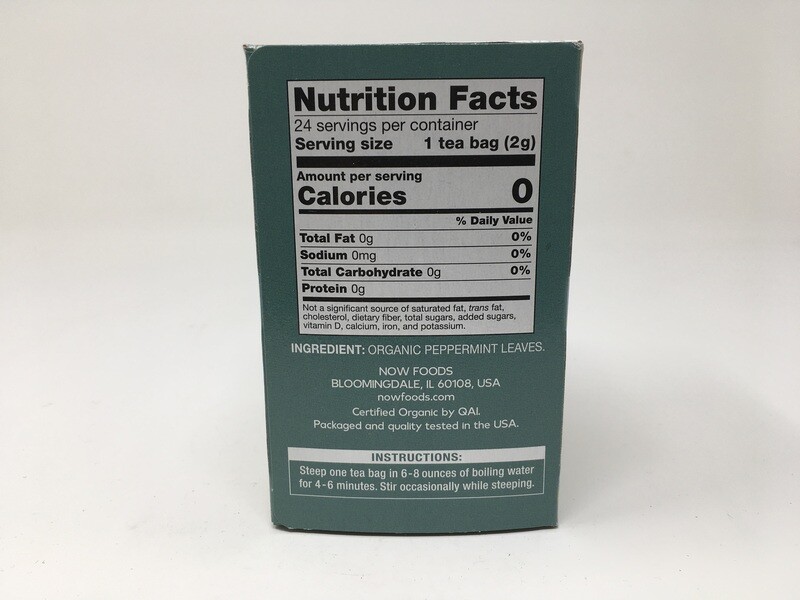 Nutrition Facts
24 servings per container
Serving size 1 tea bag (2g)
Amount per serving
Calories 0
% Daily Value
Total Fat 0g 0%
Sodium 0mg 0%
Total Carbohydrate 0g 0%
Protein 0g
Not a significant source of saturated fat, trans fat,
cholesterol, dietary fiber, total sugars, added sugars,
vitamin D, calcium, iron, and potassium.
INGREDIENT: ORGANIC PEPPERMINT LEAVES.
NOW FOODS
BLOOMINGDALE, IL 60108, USA
nowfoods.com
Certified Organic by QAI.
Packaged and quality tested in the USA.
INSTRUCTIONS:
Steep one tea bag in 6-8 ounces of boiling water
for 4-6 minutes. Stir occasionally while steeping.